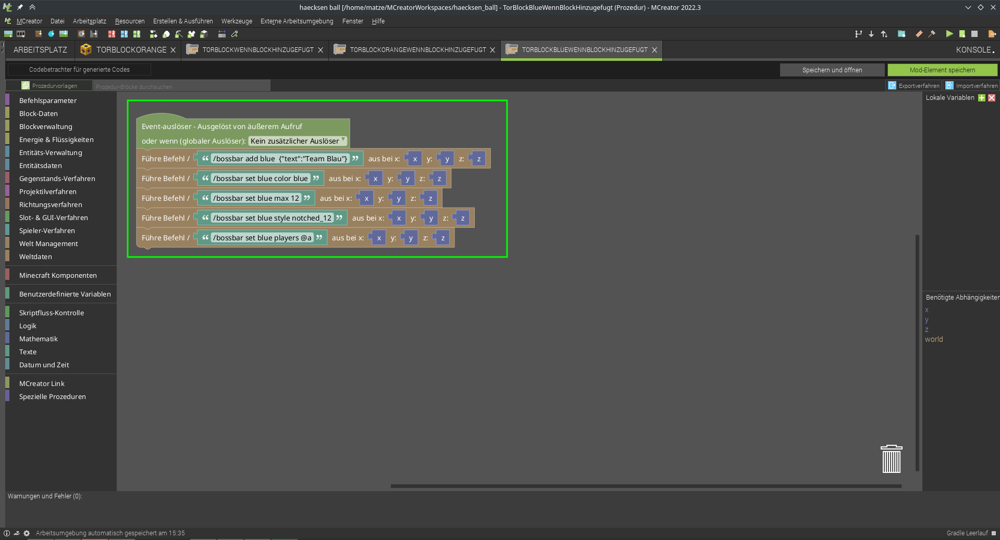 haecksen ball [/home/matze/MCreatorWorkspaces/haecksen_ball] - TorBlockBlueWennBlockHinzugefugt (Prozedur) - MCreator 2022.3
MCreator Datei Arbeitsplatz Resourcen Erstellen & Ausführen Werkzeuge Externe Arbeitsumgebung Fenster Hilfe
ARBEITSPLATZ TORBLOCKORANGE TORBLOCKWENNBLOCKHINZUGEFUGT TORBLOCKORANGEWENNBLOCKHINZUGEFUGT TORBLOCKBLUEWENNBLOCKHINZUGEFUGT KONSOLE
Codebetrachter für generierte Codes Speichern und öffnen Mod-Element speichern
Prozedurvorlagen Prozedur-Blöcke durchsuchen Exportverfahren Importverfahren
Befehlsparameter
Block-Daten
Blockverwaltung
Energie & Flüssigkeiten
Entitäts-Verwaltung
Entitätsdaten
Gegenstands-Verfahren
Projektilverfahren
Richtungsverfahren
Slot- & GUI-Verfahren
Spieler-Verfahren
Welt Management
Weltdaten
Minecraft Komponenten
Benutzerdefinierte Variablen
Skriptfluss-Kontrolle
Logik
Mathematik
Texte
Datum und Zeit
MCreator Link
Spezielle Prozeduren
Event-auslöser - Ausgelöst von äußerem Aufruf
oder wenn (globaler Auslöser): Kein zusätzlicher Auslöser
Führe Befehl / “ /bossbar add blue  {"text":"Team Blau"} ” aus bei x: x y: y z: z
Führe Befehl / “ /bossbar set blue color blue ” aus bei x: x y: y z: z
Führe Befehl / “ /bossbar set blue max 12 ” aus bei x: x y: y z: z
Führe Befehl / “ /bossbar set blue style notched_12 ” aus bei x: x y: y z: z
Führe Befehl / “ /bossbar set blue players @a ” aus bei x: x y: y z: z
Lokale Variablen
Benötigte Abhängigkeiten
x
y
z
world
Warnungen und Fehler (0):
Arbeitsumgebung automatisch gespeichert am 15:35 Gradle Leerlauf